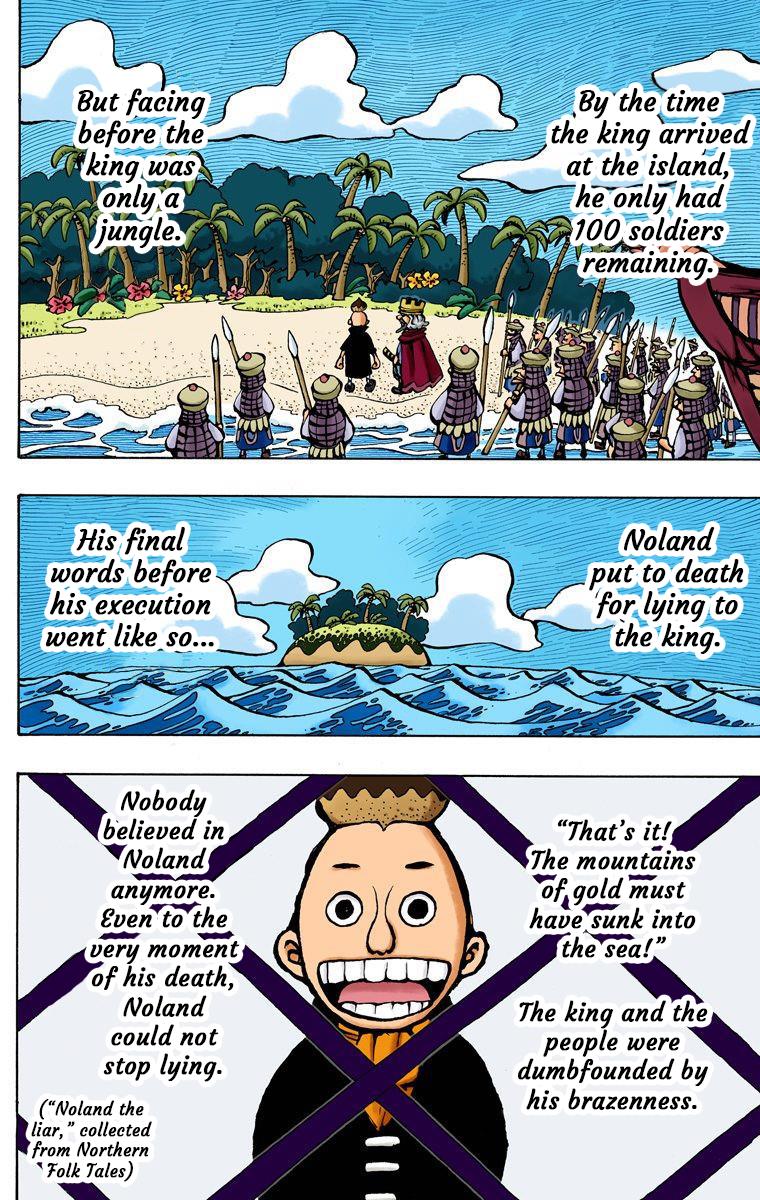 By the time
the king arrived
at the island,
he only had
100 soldiers
remaining.
But facing
before the
king was
only a
jungle.
Noland
put to death
for lying to
the king.
His final
words before
his execution
went like so...
“That’s it!
The mountains
of gold must
have sunk into
the sea!”
The king and the
people were
dumbfounded by
his brazenness.
Nobody
believed in
Noland
anymore.
Even to the
very moment
of his death,
Noland
could not
stop lying.
(“Noland the
liar,” collected
from Northern
Folk Tales)